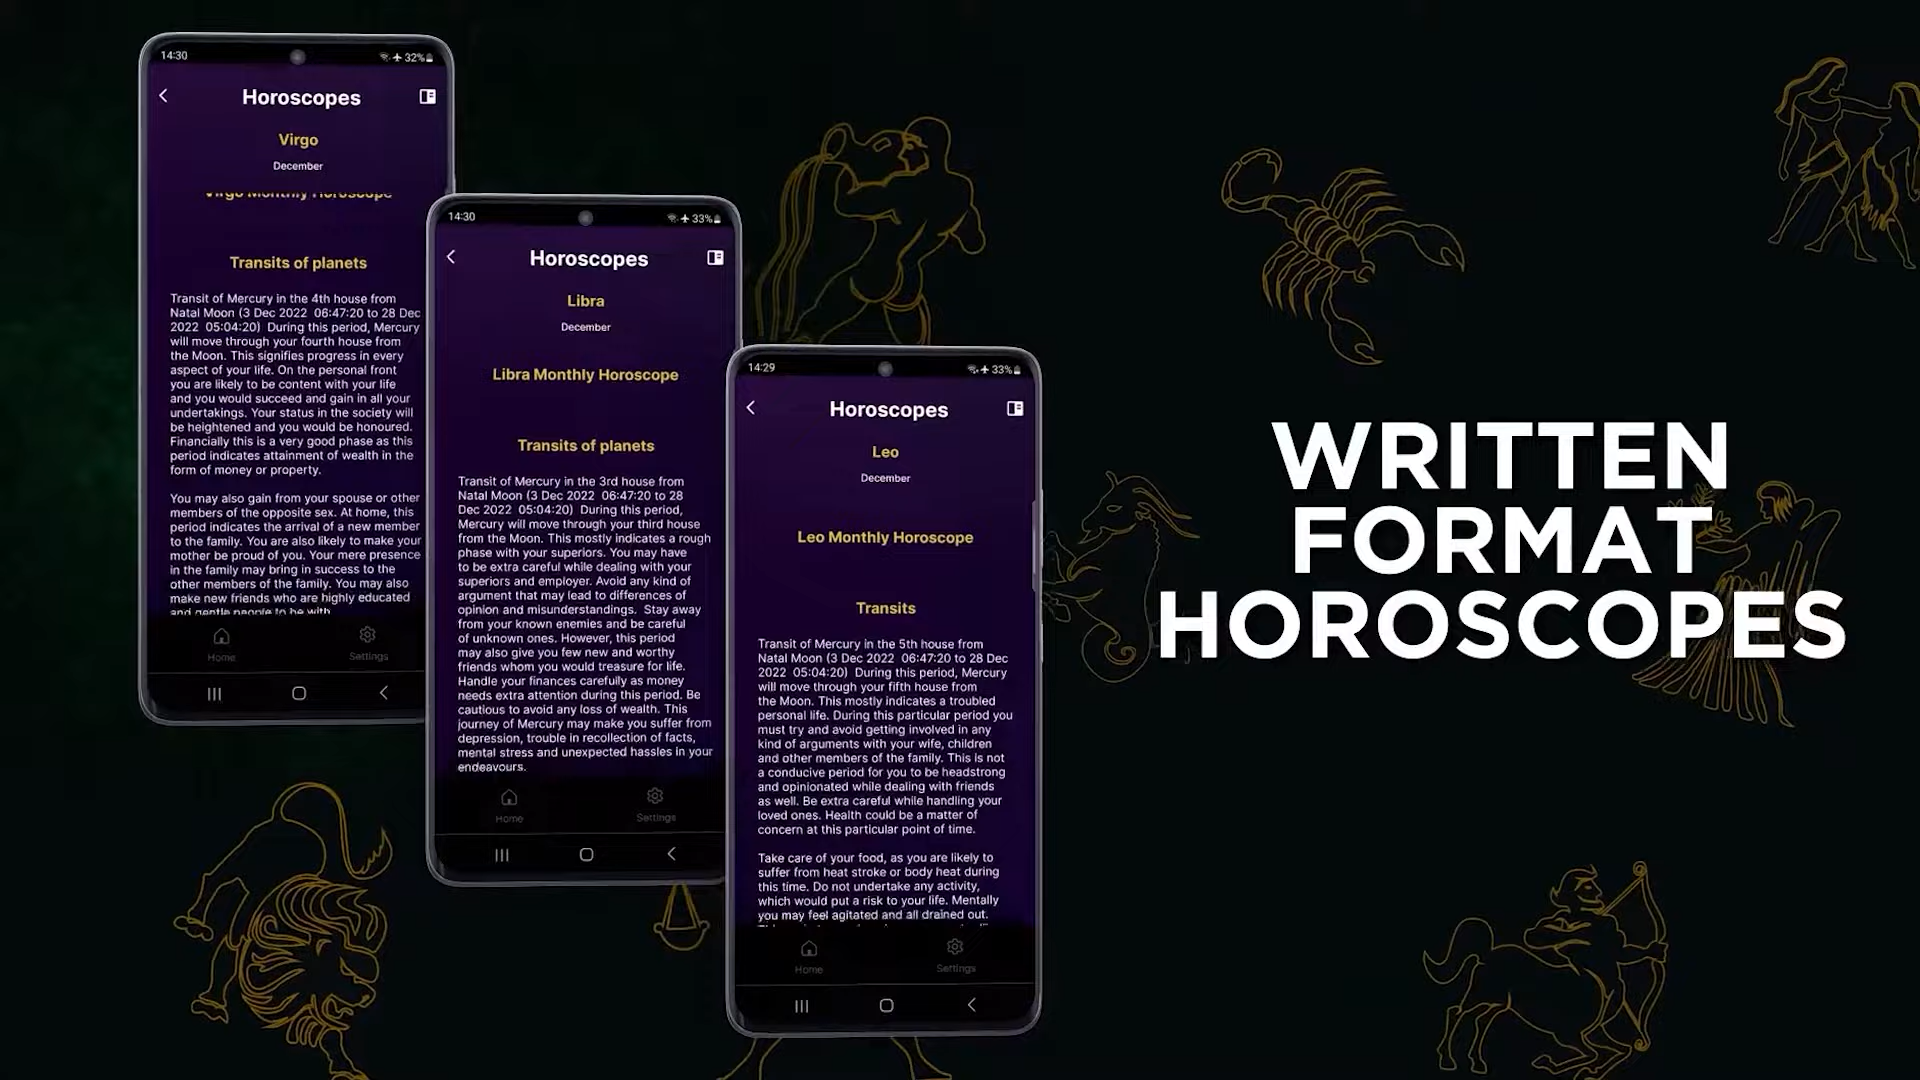 14:30
32%
Horoscopes
Virgo
December
Virgo Monthly Horoscope
Transits of planets
Transit of Mercury in the 4th house from
Natal Moon (3 Dec 2022 06:47:20 to 28 Dec
2022 05:04:20) During this period, Mercury
will move through your fourth house from
the Moon. This signifies progress in every
aspect of your life. On the personal front
you are likely to be content with your life
and you would succeed and gain in all your
undertakings. Your status in the society will
be heightened and you would be honoured.
Financially this is a very good phase as this
period indicates attainment of wealth in the
form of money or property.
You may also gain from your spouse or other
members of the opposite sex. At home, this
period indicates the arrival of a new member
to the family. You are also likely to make your
mother be proud of you. Your mere presence
in the family may bring in success to the
other members of the family. You may also
make new friends who are highly educated
and gentle people to be with
Home
Settings
14:30
33%
Horoscopes
Libra
December
Libra Monthly Horoscope
Transits of planets
Transit of Mercury in the 3rd house from
Natal Moon (3 Dec 2022 06:47:20 to 28
Dec 2022 05:04:20) During this period,
Mercury will move through your third house
from the Moon. This mostly indicates a rough
phase with your superiors. You may have
to be extra careful while dealing with your
superiors and employer. Avoid any kind of
argument that may lead to differences of
opinion and misunderstandings. Stay away
from your known enemies and be careful
of unknown ones. However, this period
may also give you few new and worthy
friends whom you would treasure for life.
Handle your finances carefully as money
needs extra attention during this period. Be
cautious to avoid any loss of wealth. This
journey of Mercury may make you suffer from
depression, trouble in recollection of facts,
mental stress and unexpected hassles in your
endeavours.
Home
Settings
14:29
33%
Horoscopes
Leo
December
Leo Monthly Horoscope
Transits
Transit of Mercury in the 5th house from
Natal Moon (3 Dec 2022 06:47:20 to 28 Dec
2022 05:04:20) During this period, Mercury
will move through your fifth house from
the Moon. This mostly indicates a troubled
personal life. During this particular period you
must try and avoid getting involved in any
kind of arguments with your wife, children
and other members of the family. This is not
a conducive period for you to be headstrong
and opinionated while dealing with friends
as well. Be extra careful while handling your
loved ones. Health could be a matter of
concern at this particular point of time.
Take care of your food, as you are likely to
suffer from heat stroke or body heat during
this time. Do not undertake any activity,
which would put a risk to your life. Mentally
you may feel agitated and all drained out.
Home
Settings
WRITTEN
FORMAT
HOROSCOPES